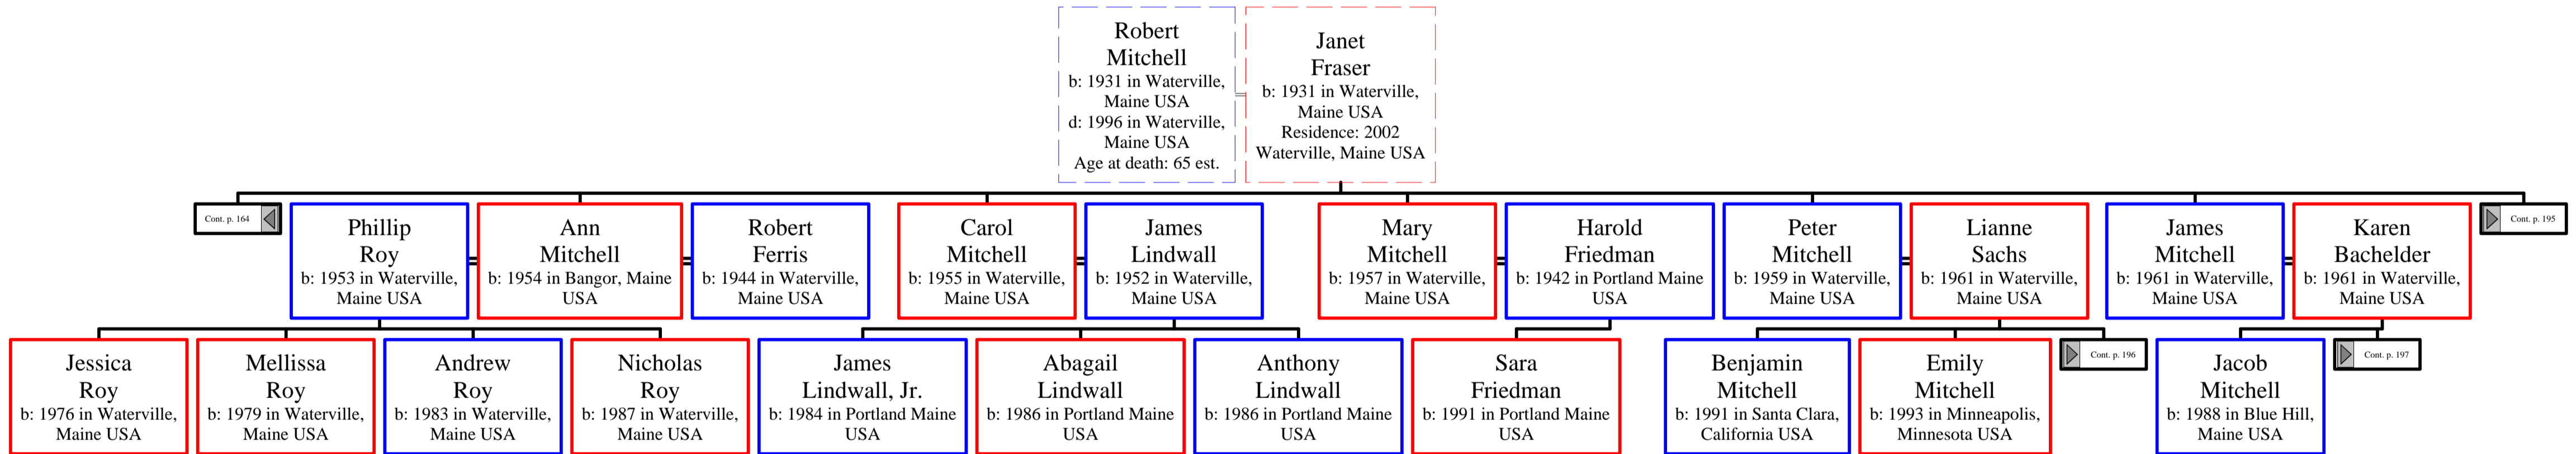 Robert
Mitchell
b: 1931 in Waterville,
Maine USA
d: 1996 in Waterville,
Maine USA
Age at death: 65 est.
Janet
Fraser
b: 1931 in Waterville,
Maine USA
Residence: 2002
Waterville, Maine USA
Cont. p. 164
Phillip
Roy
b: 1953 in Waterville,
Maine USA
Ann
Mitchell
b: 1954 in Bangor, Maine
USA
Robert
Ferris
b: 1944 in Waterville,
Maine USA
Carol
Mitchell
b: 1955 in Waterville,
Maine USA
James
Lindwall
b: 1952 in Waterville,
Maine USA
Mary
Mitchell
b: 1957 in Waterville,
Maine USA
Harold
Friedman
b: 1942 in Portland Maine
USA
Peter
Mitchell
b: 1959 in Waterville,
Maine USA
Lianne
Sachs
b: 1961 in Waterville,
Maine USA
James
Mitchell
b: 1961 in Waterville,
Maine USA
Karen
Bachelder
b: 1961 in Waterville,
Maine USA
Cont. p. 195
Jessica
Roy
b: 1976 in Waterville,
Maine USA
Mellissa
Roy
b: 1979 in Waterville,
Maine USA
Andrew
Roy
b: 1983 in Waterville,
Maine USA
Nicholas
Roy
b: 1987 in Waterville,
Maine USA
James
Lindwall, Jr.
b: 1984 in Portland Maine
USA
Abagail
Lindwall
b: 1986 in Portland Maine
USA
Anthony
Lindwall
b: 1986 in Portland Maine
USA
Sara
Friedman
b: 1991 in Portland Maine
USA
Benjamin
Mitchell
b: 1991 in Santa Clara,
California USA
Emily
Mitchell
b: 1993 in Minneapolis,
Minnesota USA
Cont. p. 196
Jacob
Mitchell
b: 1988 in Blue Hill,
Maine USA
Cont. p. 197